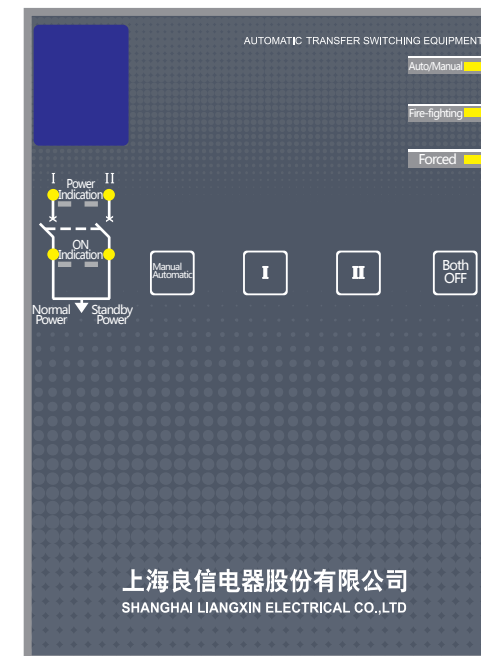 AUTOMATIC TRANSFER SWITCHING EQUIPMENT
Auto/Manual
Fire-fighting
Forced
I
II
Power
Indication
ON
Indication
Normal
Power
Standby
Power
Manual
Automatic
I
II
Both
OFF
上海良信电器股份有限公司
SHANGHAI LIANGXIN ELECTRICAL CO.,LTD